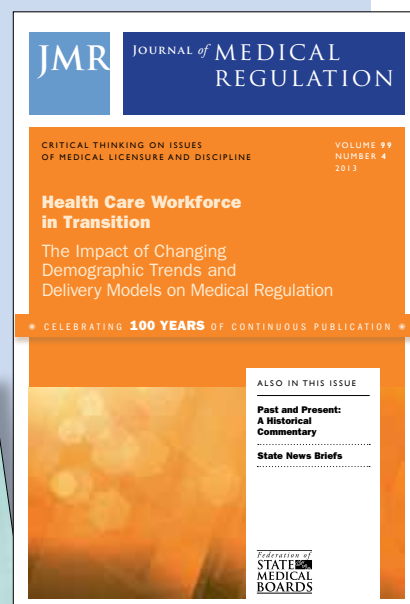 JMR
JOURNAL of MEDICAL
REGULATION
CRITICAL THINKING ON ISSUES
OF MEDICAL LICENSURE AND DISCIPLINE
VOLUME 99
NUMBER 4
2013
Health Care Workforce
in Transition
The Impact of Changing
Demographic Trends and
Delivery Models on Medical Regulation
CELEBRATING 100 YEARS OF CONTINUOUS PUBLICATION
ALSO IN THIS ISSUE
Past and Present:
A Historical
Commentary
State News Briefs
Federation of
STATE
MEDICAL
BOARDS